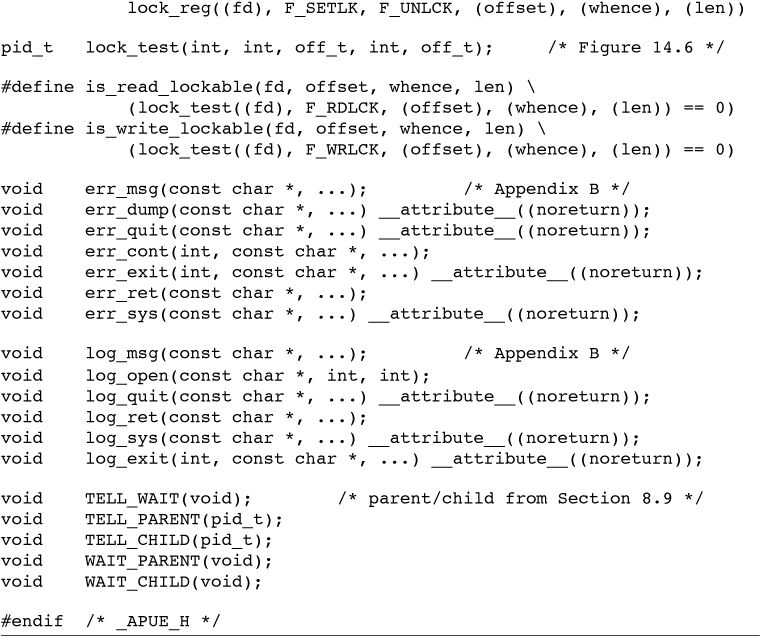 lock_reg((fd), F_SETLK, F_UNLCK, (offset), (whence), (len))
pid_t lock_test(int, int, off_t, int, off_t); /* Figure 14.6 */
#define is_read_lockable(fd, offset, whence, len) \
(lock_test((fd), F_RDLCK, (offset), (whence), (len)) == 0)
#define is_write_lockable(fd, offset, whence, len) \
(lock_test((fd), F_WRLCK, (offset), (whence), (len)) == 0)
void err_msg(const char *, ...); /* Appendix B */
void err_dump(const char *, ...) __attribute__((noreturn));
void err_quit(const char *, ...) __attribute__((noreturn));
void err_cont(int, const char *, ...);
void err_exit(int, const char *, ...) __attribute__((noreturn));
void err_ret(const char *, ...);
void err_sys(const char *, ...) __attribute__((noreturn));
void log_msg(const char *, ...); /* Appendix B */
void log_open(const char *, int, int);
void log_quit(const char *, ...) __attribute__((noreturn));
void log_ret(const char *, ...);
void log_sys(const char *, ...) __attribute__((noreturn));
void log_exit(int, const char *, ...) __attribute__((noreturn));
void TELL_WAIT(void); /* parent/child from Section 8.9 */
void TELL_PARENT(pid_t);
void TELL_CHILD(pid_t);
void WAIT_PARENT(void);
void WAIT_CHILD(void);
#endif /* _APUE_H */